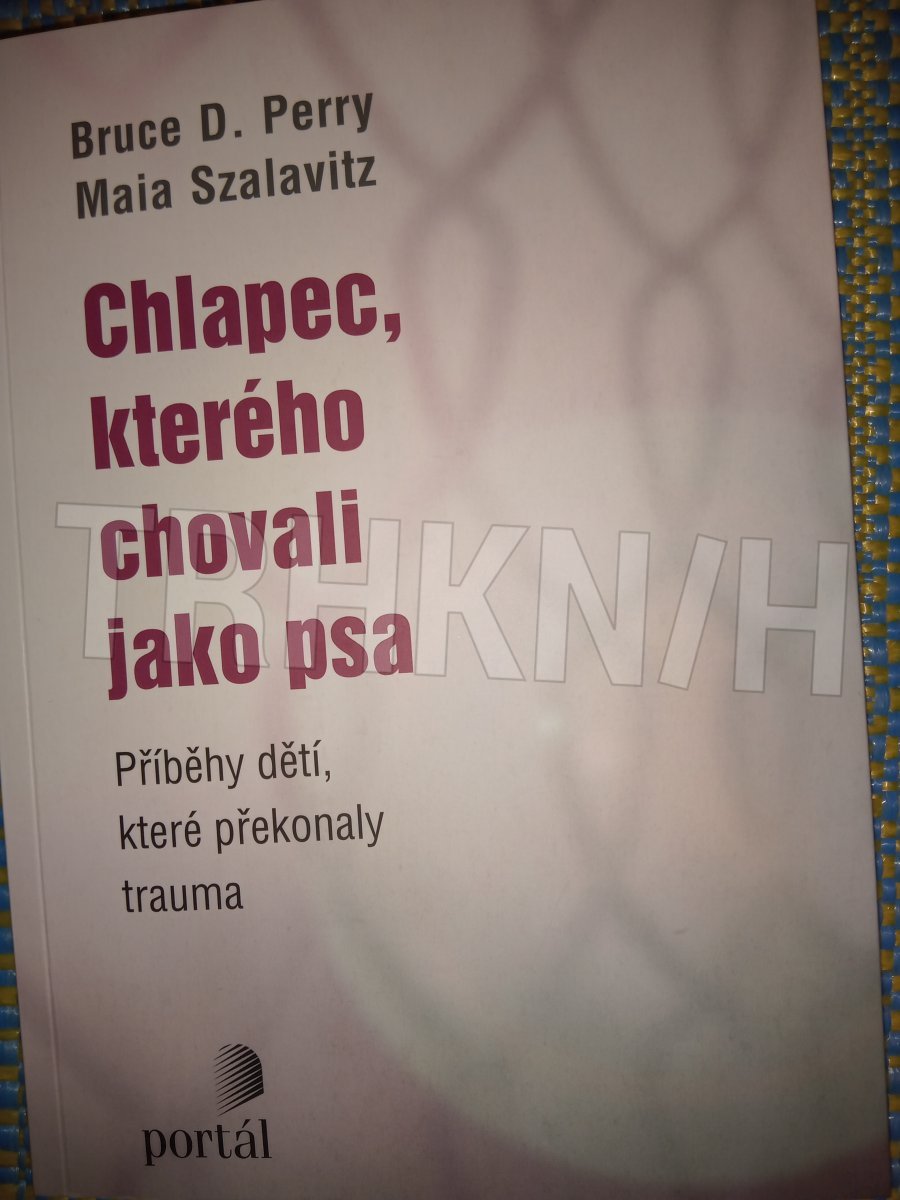 Bruce D. Perry
Maia Szalavitz
Chlapec,
kterého
chovali
jako psa
TRHKNIH
Příběhy dětí,
které překonaly
trauma
portál